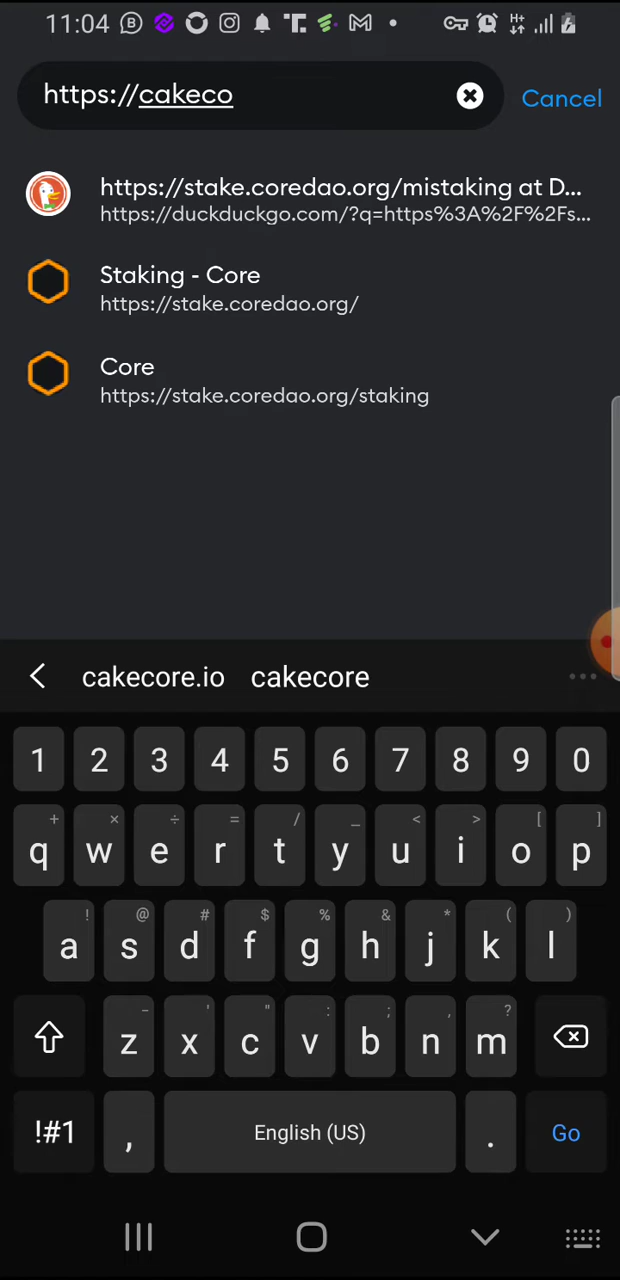 11:04
https://cakeco
Cancel
https://stake.coredao.org/mistaking at D...
https://duckduckgo.com/?q=https%3A%2F%2Fs...
Staking - Core
https://stake.coredao.org/
Core
https://stake.coredao.org/staking
cakecore.io cakecore
1 2 3 4 5 6 7 8 9 0
+ × ÷ = / _ < > [ ]
q w e r t y u i o p
! @ # $ % & * ( )
a s d f g h j k l
- ' " : ; , ?
z x c v b n m
!#1 , English (US) . Go